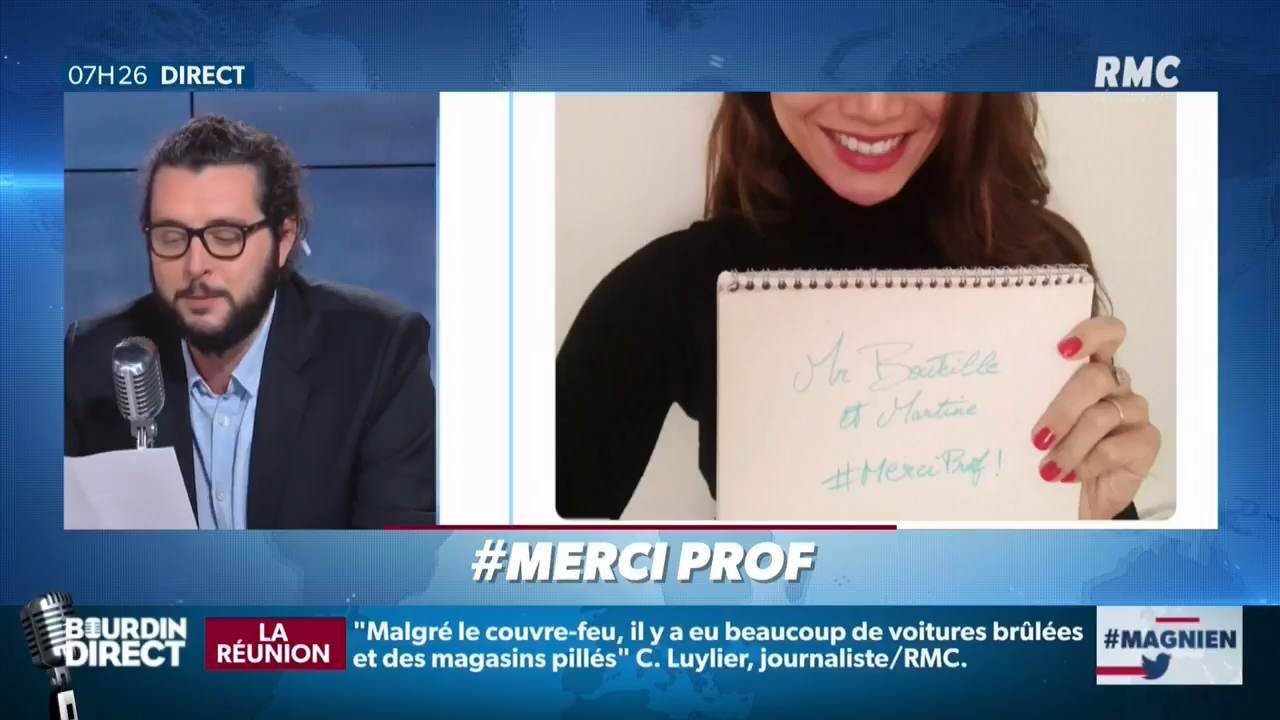 07H26 DIRECT
RMC
Mr Bouteille
et Martine
#MerciProf!
#MERCI PROF
BOURDIN
DIRECT
LA
RÉUNION
"Malgré le couvre-feu, il y a eu beaucoup de voitures brûlées
et des magasins pillés" C. Luylier, journaliste/RMC.
#MAGNIEN